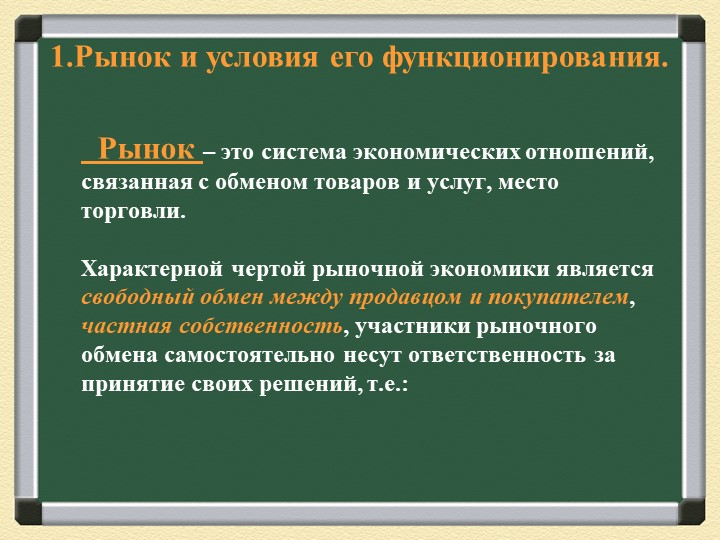 1.Рынок и условия его функционирования.
Рынок – это система экономических отношений,
связанная с обменом товаров и услуг, место
торговли.
Характерной чертой рыночной экономики является
свободный обмен между продавцом и покупателем,
частная собственность, участники рыночного
обмена самостоятельно несут ответственность за
принятие своих решений, т.е.: